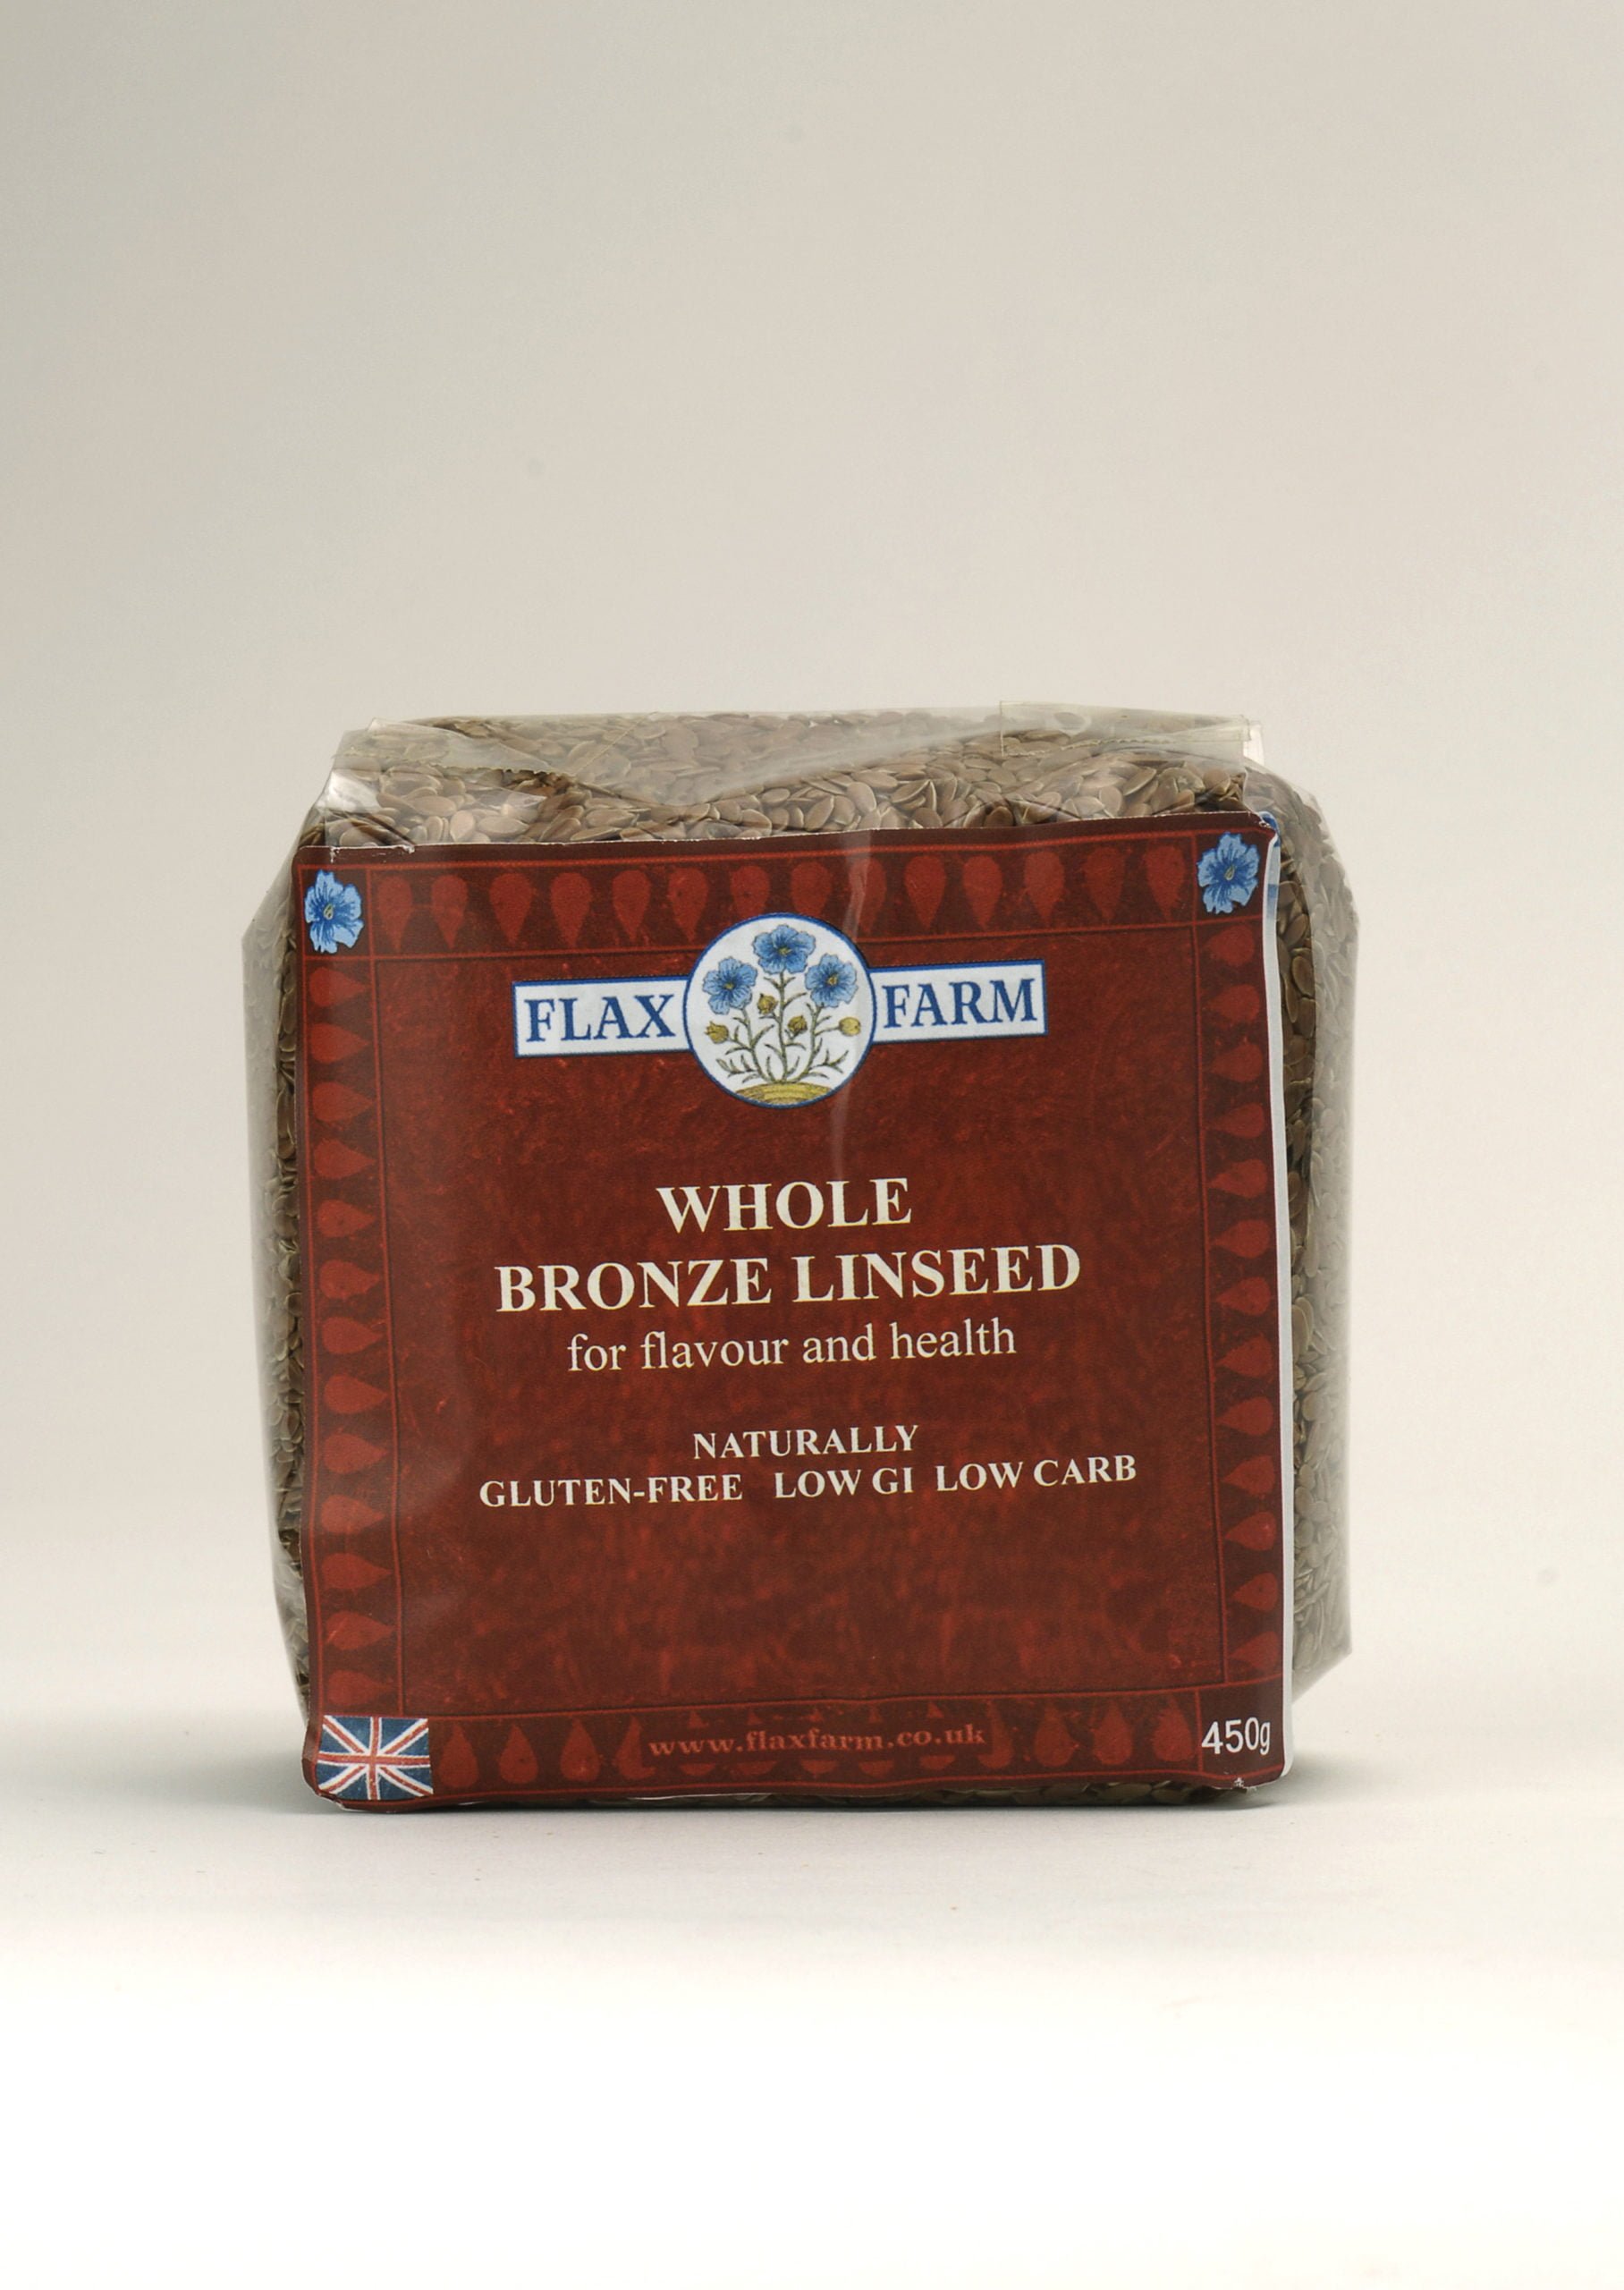 FLAX FARM
WHOLE
BRONZE LINSEED
for flavour and health
NATURALLY
GLUTEN-FREE LOW GI LOW CARB
www.flaxfarm.co.uk
450g